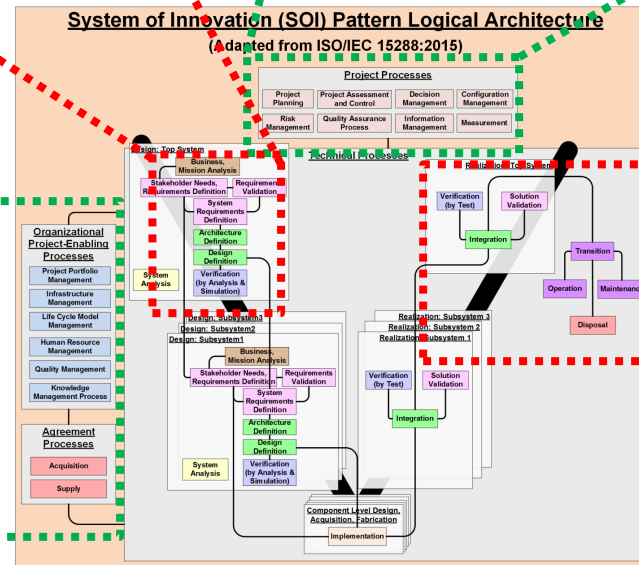 System of Innovation (SOI) Pattern Logical Architecture
(Adapted from ISO/IEC 15288:2015)
Project Processes
Project
Planning
Project Assessment
and Control
Decision
Management
Configuration
Management
Risk
Management
Quality Assurance
Process
Information
Management
Measurement
Technical Processes
Design: Top System
Business,
Mission Analysis
Stakeholder Needs,
Requirements Definition
Requirements
Validation
System
Requirements
Definition
Architecture
Definition
Design
Definition
System
Analysis
Verification
(by Analysis &
Simulation)
Realization: Top System
Verification
(by Test)
Solution
Validation
Integration
Transition
Operation
Maintenance
Disposal
Organizational
Project-Enabling
Processes
Project Portfolio
Management
Infrastructure
Management
Life Cycle Model
Management
Human Resource
Management
Quality Management
Knowledge
Management Process
Agreement
Processes
Acquisition
Supply
Design: Subsystem3
Design: Subsystem2
Design: Subsystem1
Business,
Mission Analysis
Stakeholder Needs,
Requirements Definition
Requirements
Validation
System
Requirements
Definition
Architecture
Definition
Design
Definition
System
Analysis
Verification
(by Analysis &
Simulation)
Realization: Subsystem 3
Realization: Subsystem 2
Realization: Subsystem 1
Verification
(by Test)
Solution
Validation
Integration
Component Level Design,
Acquisition, Fabrication
Implementation